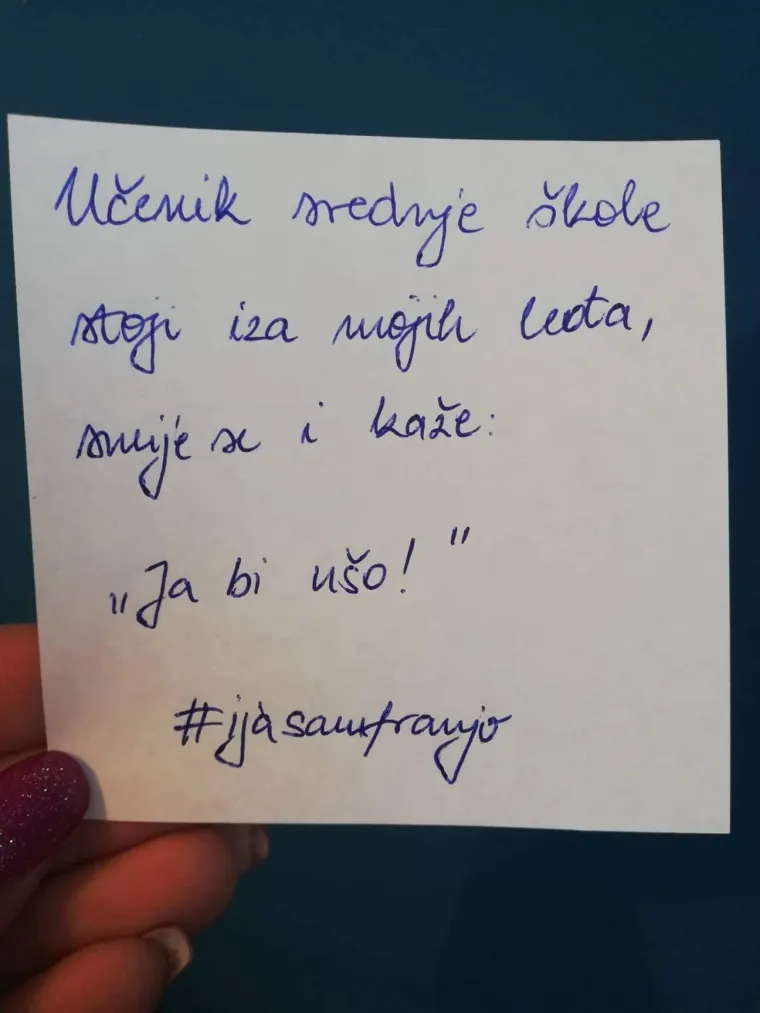 Učenik srednje škole
stoji iza mojih leđa,
smije se i kaže:
„Ja bi ušo!"
#ijasamfranjo